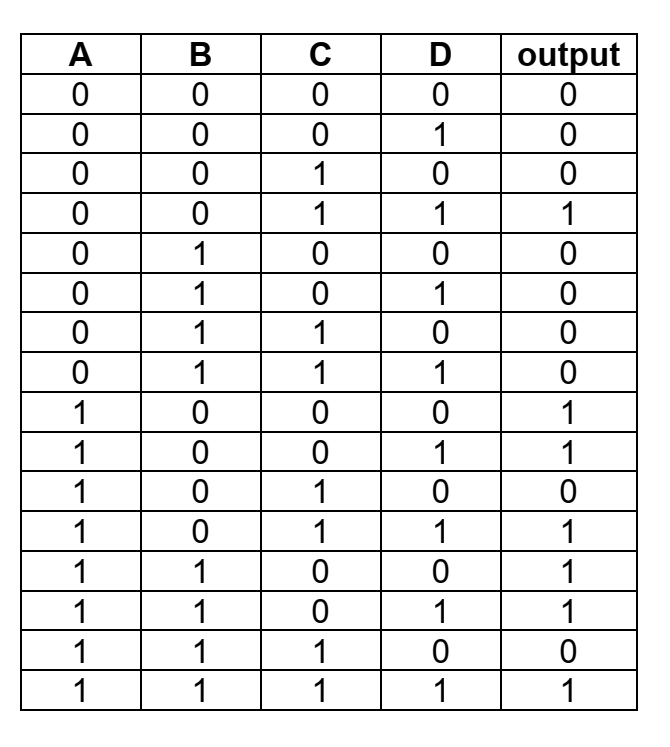 A B C D output
0 0 0 0 0
0 0 0 1 0
0 0 1 0 0
0 0 1 1 1
0 1 0 0 0
0 1 0 1 0
0 1 1 0 0
0 1 1 1 0
1 0 0 0 1
1 0 0 1 1
1 0 1 0 0
1 0 1 1 1
1 1 0 0 1
1 1 0 1 1
1 1 1 0 0
1 1 1 1 1